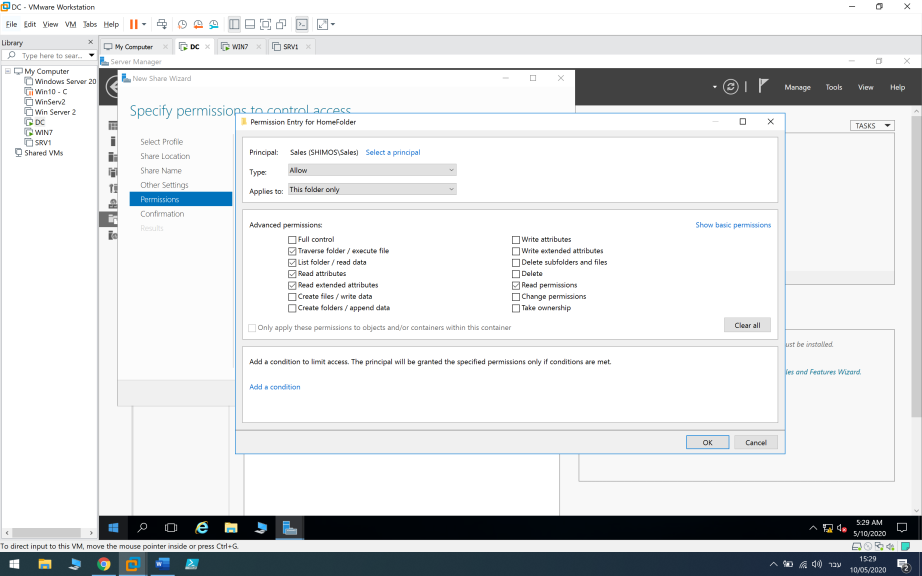 DC - VMware Workstation
File Edit View VM Tabs Help
Library
Type here to sear...
My Computer
Windows Server 20
Win10 - C
WinServ2
Win Server 2
DC
WIN7
SRV1
Shared VMs
My Computer DC WIN7 SRV1
Server Manager
Manage Tools View Help
TASKS
New Share Wizard
Specify permissions to control access
Select Profile
Share Location
Share Name
Other Settings
Permissions
Confirmation
Results
Permission Entry for HomeFolder
Principal: Sales (SHIMOS\Sales) Select a principal
Type: Allow
Applies to: This folder only
Advanced permissions: Show basic permissions
Full control Write attributes
Traverse folder / execute file Write extended attributes
List folder / read data Delete subfolders and files
Read attributes Delete
Read extended attributes Read permissions
Create files / write data Change permissions
Create folders / append data Take ownership
Only apply these permissions to objects and/or containers within this container
Clear all
Add a condition to limit access. The principal will be granted the specified permissions only if conditions are met.
Add a condition
OK Cancel
ust be installed.
les and Features Wizard.
5:29 AM
5/10/2020
To direct input to this VM, move the mouse pointer inside or press Ctrl+G.
עבר
15:29
10/05/2020
2